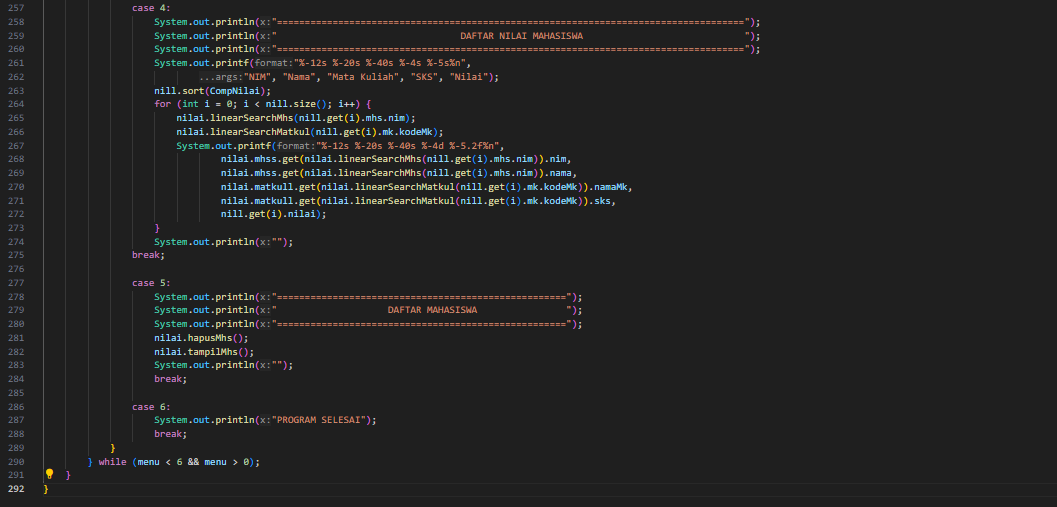 257 case 4:
258 System.out.println(x:"====================================================================================");
259 System.out.println(x:"                                 DAFTAR NILAI MAHASISWA                             ");
260 System.out.println(x:"====================================================================================");
261 System.out.printf(format:"%-12s %-20s %-40s %-4s %-5s%n",
262 ...args:"NIM", "Nama", "Mata Kuliah", "SKS", "Nilai");
263 nill.sort(CompNilai);
264 for (int i = 0; i < nill.size(); i++) {
265 nilai.linearSearchMhs(nill.get(i).mhs.nim);
266 nilai.linearSearchMatkul(nill.get(i).mk.kodeMk);
267 System.out.printf(format:"%-12s %-20s %-40s %-4d %-5.2f%n",
268 nilai.mhss.get(nilai.linearSearchMhs(nill.get(i).mhs.nim)).nim,
269 nilai.mhss.get(nilai.linearSearchMhs(nill.get(i).mhs.nim)).nama,
270 nilai.matkull.get(nilai.linearSearchMatkul(nill.get(i).mk.kodeMk)).namaMk,
271 nilai.matkull.get(nilai.linearSearchMatkul(nill.get(i).mk.kodeMk)).sks,
272 nill.get(i).nilai);
273 }
274 System.out.println(x:"");
275 break;
276
277 case 5:
278 System.out.println(x:"====================================================");
279 System.out.println(x:"                    DAFTAR MAHASISWA                ");
280 System.out.println(x:"====================================================");
281 nilai.hapusMhs();
282 nilai.tampilMhs();
283 System.out.println(x:"");
284 break;
285
286 case 6:
287 System.out.println(x:"PROGRAM SELESAI");
288 break;
289 }
290 } while (menu < 6 && menu > 0);
291 }
292 }